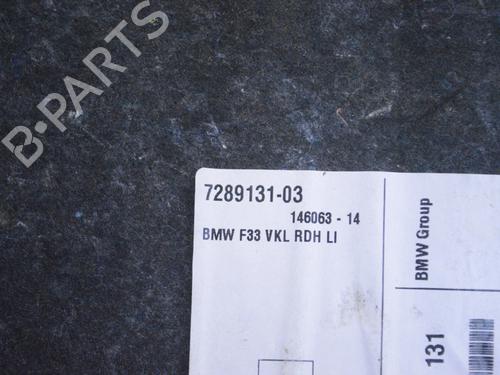 B-PARTS
7289131-03
146063 - 14
BMW F33 VKL RDH LI
BMW Group
131